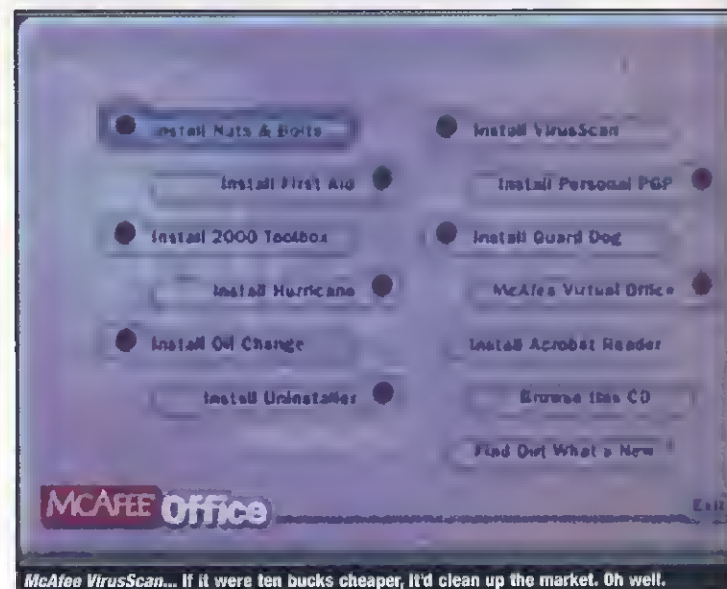 Install Nuts & Bolts
Install First Aid
Install 2000 Toolbox
Install Hurricane
Install Oil Change
Install Uninstaller
Install VirusScan
Install Personal PGP
Install Guard Dog
McAfee Virtual Office
Install Acrobat Reader
Browse this CD
Find Out What's New
McAFEE Office
Exit
McAfee VirusScan... If it were ten bucks cheaper, it'd clean up the market. Oh well.